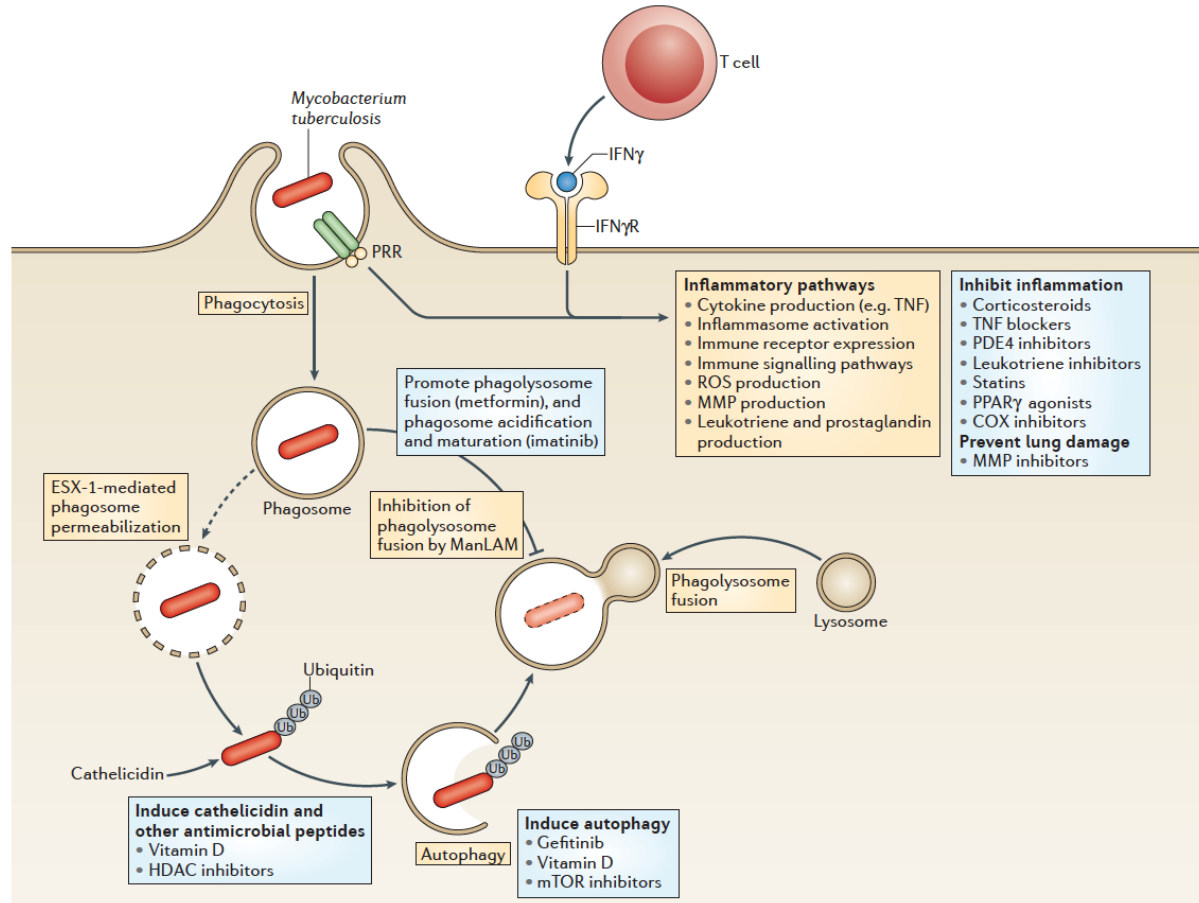 T cell
Mycobacterium
tuberculosis
IFNγ
IFNγR
PRR
Phagocytosis
Inflammatory pathways
• Cytokine production (e.g. TNF)
• Inflammasome activation
• Immune receptor expression
• Immune signalling pathways
• ROS production
• MMP production
• Leukotriene and prostaglandin
production
Inhibit inflammation
• Corticosteroids
• TNF blockers
• PDE4 inhibitors
• Leukotriene inhibitors
• Statins
• PPARγ agonists
• COX inhibitors
Prevent lung damage
• MMP inhibitors
Promote phagolysosome
fusion (metformin), and
phagosome acidification
and maturation (imatinib)
ESX-1-mediated
phagosome
permeabilization
Phagosome
Inhibition of
phagolysosome
fusion by ManLAM
Phagolysosome
fusion
Lysosome
Ubiquitin
Ub
Ub
Ub
Cathelicidin
Ub
Ub
Ub
Induce cathelicidin and
other antimicrobial peptides
• Vitamin D
• HDAC inhibitors
Autophagy
Induce autophagy
• Gefitinib
• Vitamin D
• mTOR inhibitors